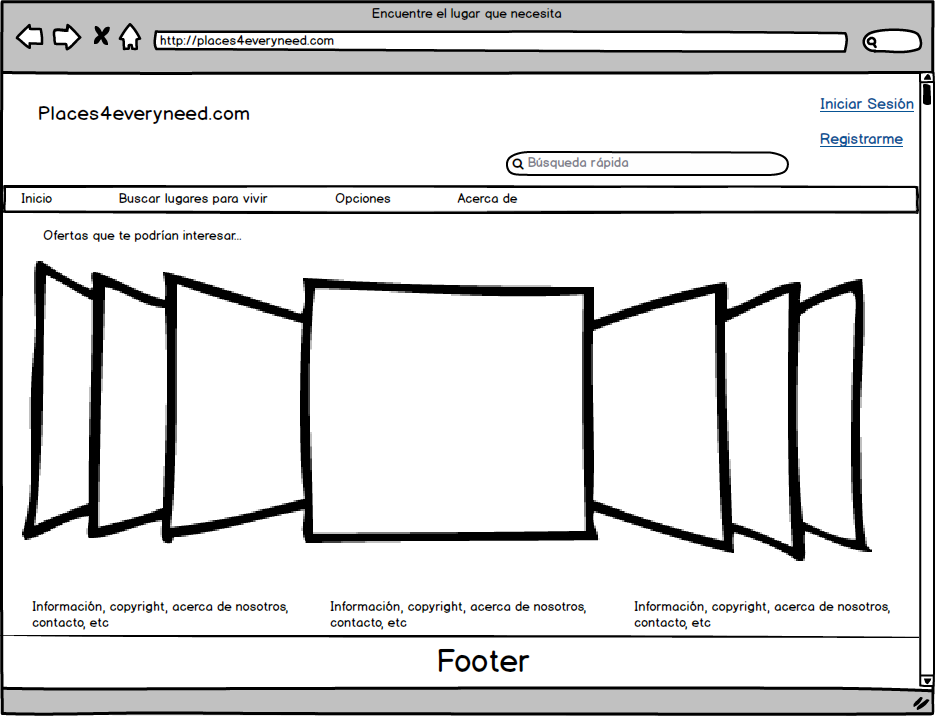 Encuentre el lugar que necesita
http://places4everyneed.com
Places4everyneed.com
Iniciar Sesión
Registrarme
Búsqueda rápida
Inicio
Buscar lugares para vivir
Opciones
Acerca de
Ofertas que te podrían interesar...
Información, copyright, acerca de nosotros,
contacto, etc
Información, copyright, acerca de nosotros,
contacto, etc
Información, copyright, acerca de nosotros,
contacto, etc
Footer